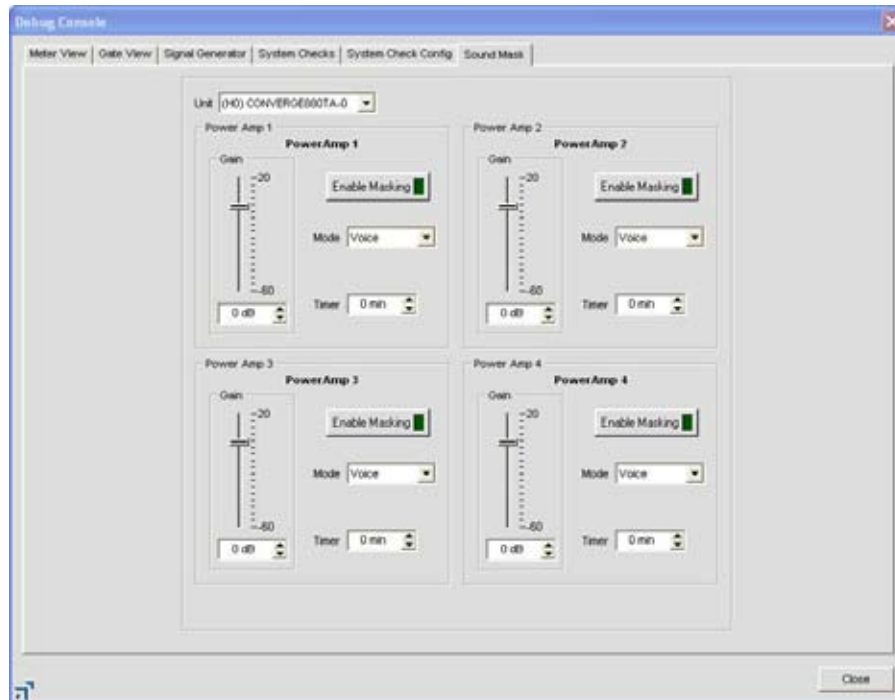 Debug Console
Meter View Gate View Signal Generator System Checks System Check Config Sound Mask
Unit (H0) CONVERGE880TA-0
Power Amp 1
PowerAmp 1
Gain
20
Enable Masking
Mode Voice
-60
0 dB
Timer 0 min
Power Amp 2
PowerAmp 2
Gain
20
Enable Masking
Mode Voice
-60
0 dB
Timer 0 min
Power Amp 3
PowerAmp 3
Gain
20
Enable Masking
Mode Voice
-60
0 dB
Timer 0 min
Power Amp 4
PowerAmp 4
Gain
20
Enable Masking
Mode Voice
-60
0 dB
Timer 0 min
Close